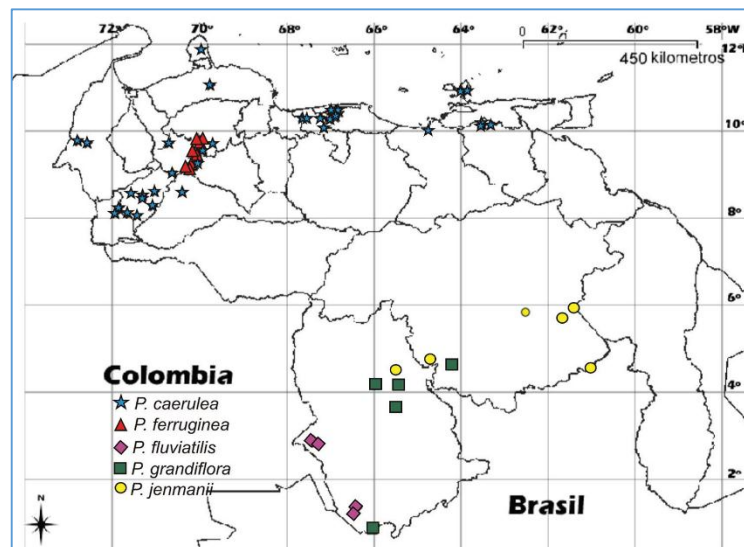 72° 70° 68° 66° 64° 62° 60° 58°W
0 450 kilometros
12°N
10°
8°
6°
4°
2°
Colombia
P. caerulea
P. ferruginea
P. fluviatilis
P. grandiflora
P. jenmanii
Brasil
N